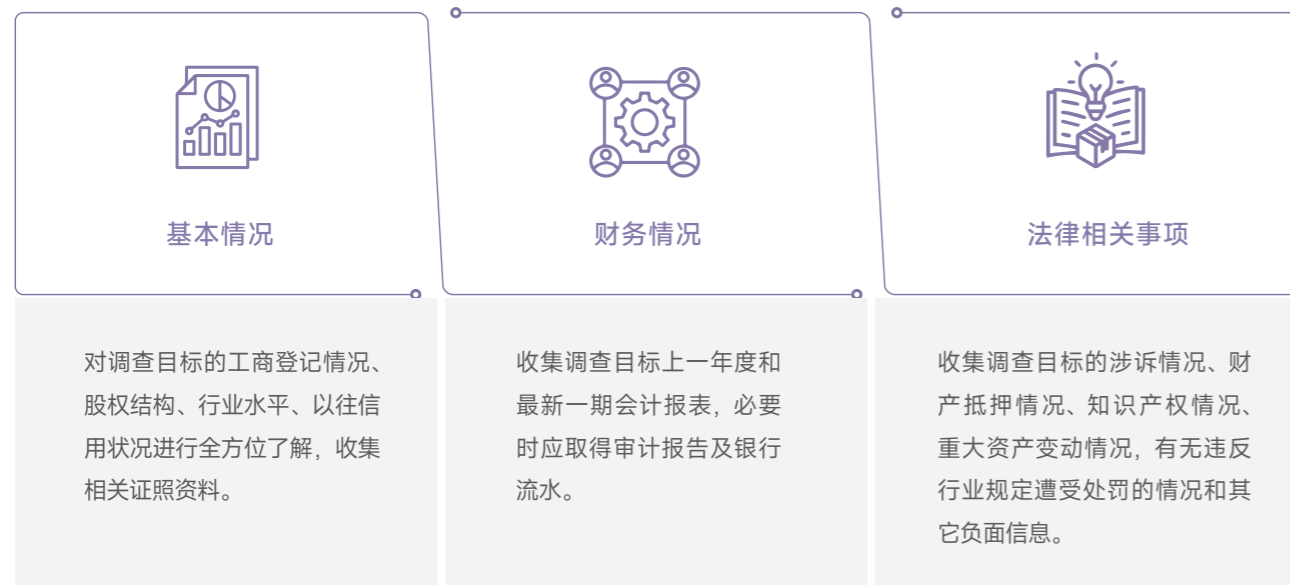 基本情况
对调查目标的工商登记情况、
股权结构、行业水平、以往信
用状况进行全方位了解，收集
相关证照资料。
财务情况
收集调查目标上一年度和
最新一期会计报表，必要
时应取得审计报告及银行
流水。
法律相关事项
收集调查目标的涉诉情况、财
产抵押情况、知识产权情况、
重大资产变动情况，有无违反
行业规定遭受处罚的情况和其
它负面信息。